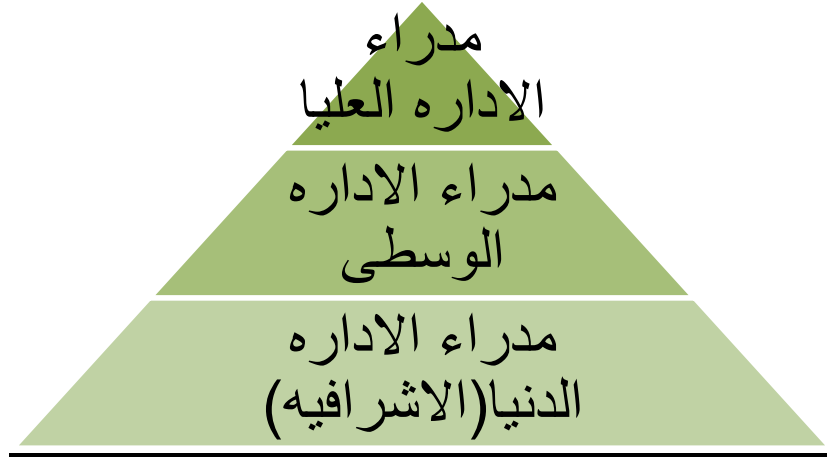 مدراء
الاداره العليا
مدراء الاداره
الوسطى
مدراء الاداره
الدنيا(الاشرافيه)